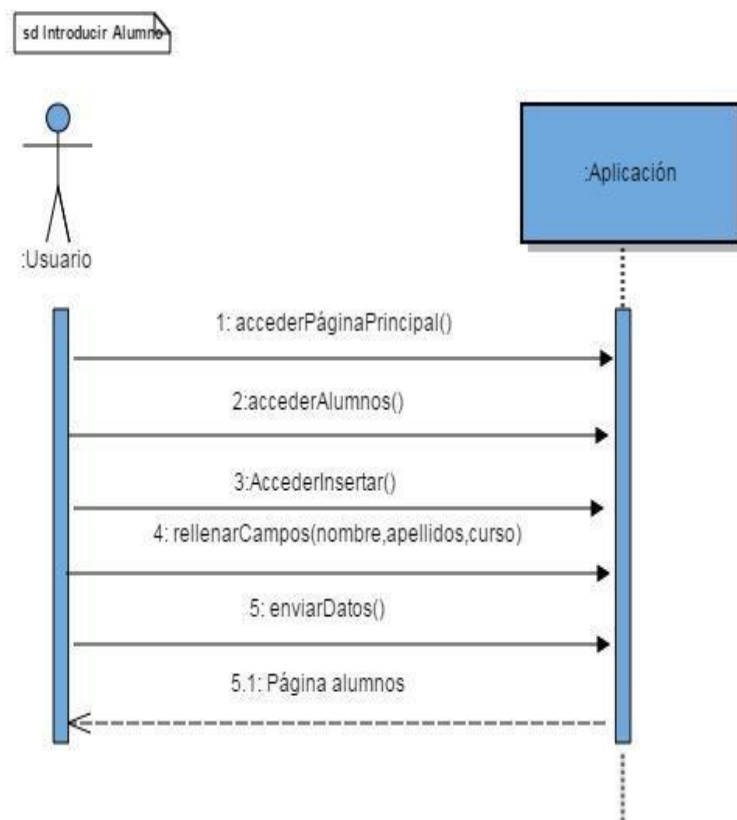 sd Introducir Alumno
:Usuario
:Aplicación
1: accederPáginaPrincipal()
2:accederAlumnos()
3:AccederInsertar()
4: rellenarCampos(nombre,apellidos,curso)
5: enviarDatos()
5.1: Página alumnos